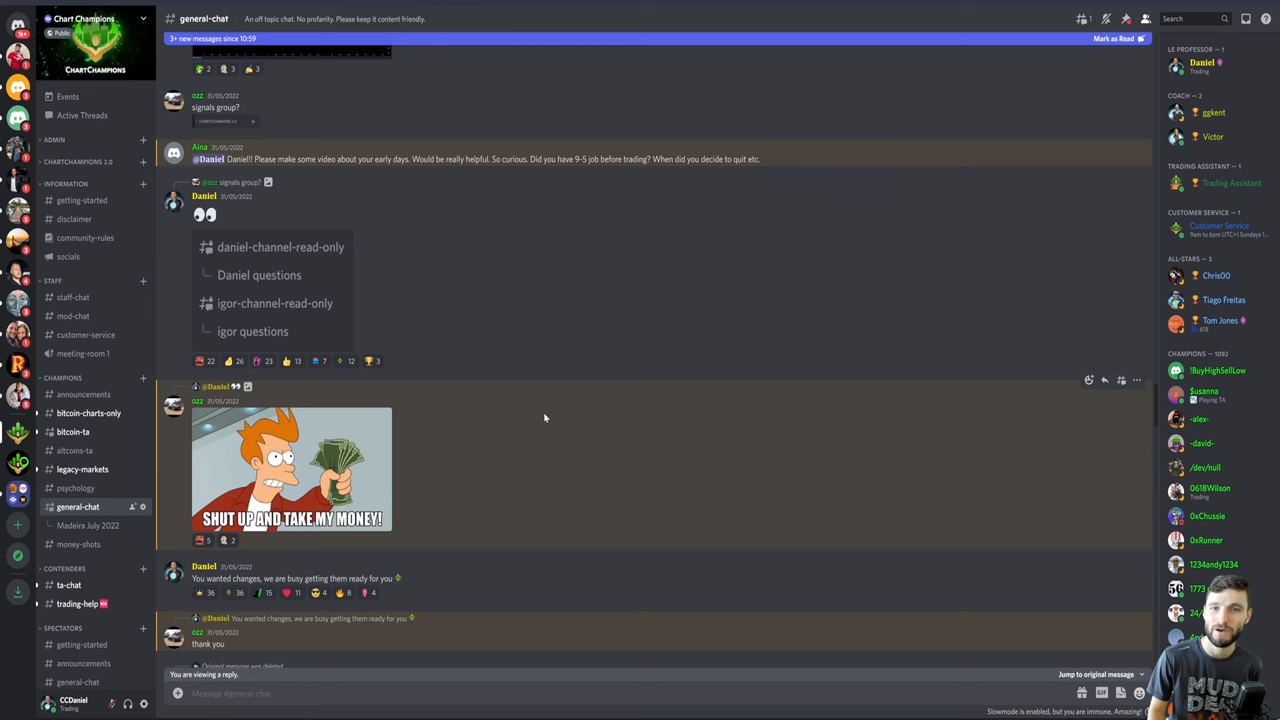 Chart Champions
general-chat
An off topic chat. No profanity. Please keep it content friendly.
1
Search
Public
3+ new messages since 10:59
Mark as Read
CHARTCHAMPIONS
2
3
3
ozz 31/05/2022
signals group?
CHARTCHAMPIONS 2.0
Aina 31/05/2022
@Daniel Daniel!! Please make some video about your early days. Would be really helpful. So curious. Did you have 9-5 job before trading? When did you decide to quit etc.
@ozz signals group?
Daniel 31/05/2022
daniel-channel-read-only
Daniel questions
igor-channel-read-only
igor questions
22
26
23
13
7
12
3
@Daniel
ozz 31/05/2022
SHUT UP AND TAKE MY MONEY!
5
2
Daniel 31/05/2022
You wanted changes, we are busy getting them ready for you
36
36
15
11
4
8
4
@Daniel You wanted changes, we are busy getting them ready for you
ozz 31/05/2022
thank you
Original message was deleted
You are viewing a reply.
Jump to original message
Message #general-chat
GIF
Slowmode is enabled, but you are immune. Amazing!
1k+
Events
Active Threads
ADMIN
CHARTCHAMPIONS 2.0
INFORMATION
getting-started
disclaimer
community-rules
socials
STAFF
staff-chat
mod-chat
customer-service
meeting-room 1
CHAMPIONS
announcements
bitcoin-charts-only
bitcoin-ta
altcoins-ta
legacy-markets
psychology
general-chat
Madeira July 2022
money-shots
CONTENDERS
ta-chat
trading-help
SPECTATORS
getting-started
announcements
general-chat
CCDaniel
Trading
LE PROFESSOR — 1
Daniel
Trading
COACH — 2
ggkent
Victor
TRADING ASSISTANT — 1
Trading Assistant
CUSTOMER SERVICE — 1
Customer Service
9am to 6pm UTC+1 Sundays 1...
ALL-STARS — 3
Chris00
Tiago Freitas
Tom Jones
618
CHAMPIONS — 1092
!BuyHighSellLow
$usanna
Playing TA
-alex-
-david-
/dev/null
0618Wilson
Trading
0xChussie
0xRunner
1234andy1234
1773
24/